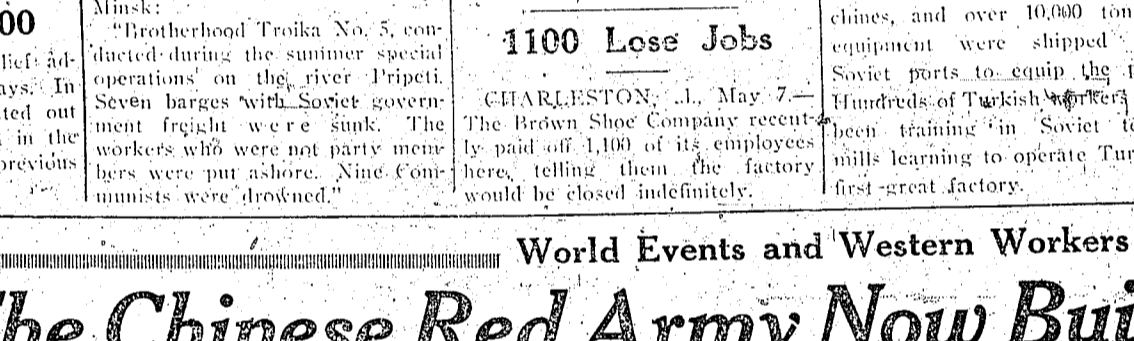 00
lief ad-
ays. In
ted out
in the
previous
Minsk:
"Brotherhood Troika No. 5, con-
ducted during the summer special
operations on the river Pripeti.
Seven barges with Soviet govern-
ment freight were sunk. The
workers who were not party mem-
bers were put ashore. Nine Com-
munists were drowned."
1100 Lose Jobs
CHARLESTON, May 7.—
The Brown Shoe Company recent-
ly paid off 1,100 of its employees
here, telling them the factory
would be closed indefinitely.
chines, and over 10,000 ton
equipment were shipped
Soviet ports to equip the
Hundreds of Turkish workers
been training in Soviet
mills learning to operate Tur
first great factory.
World Events and Western Workers
The Chinese Red Army Now Bui